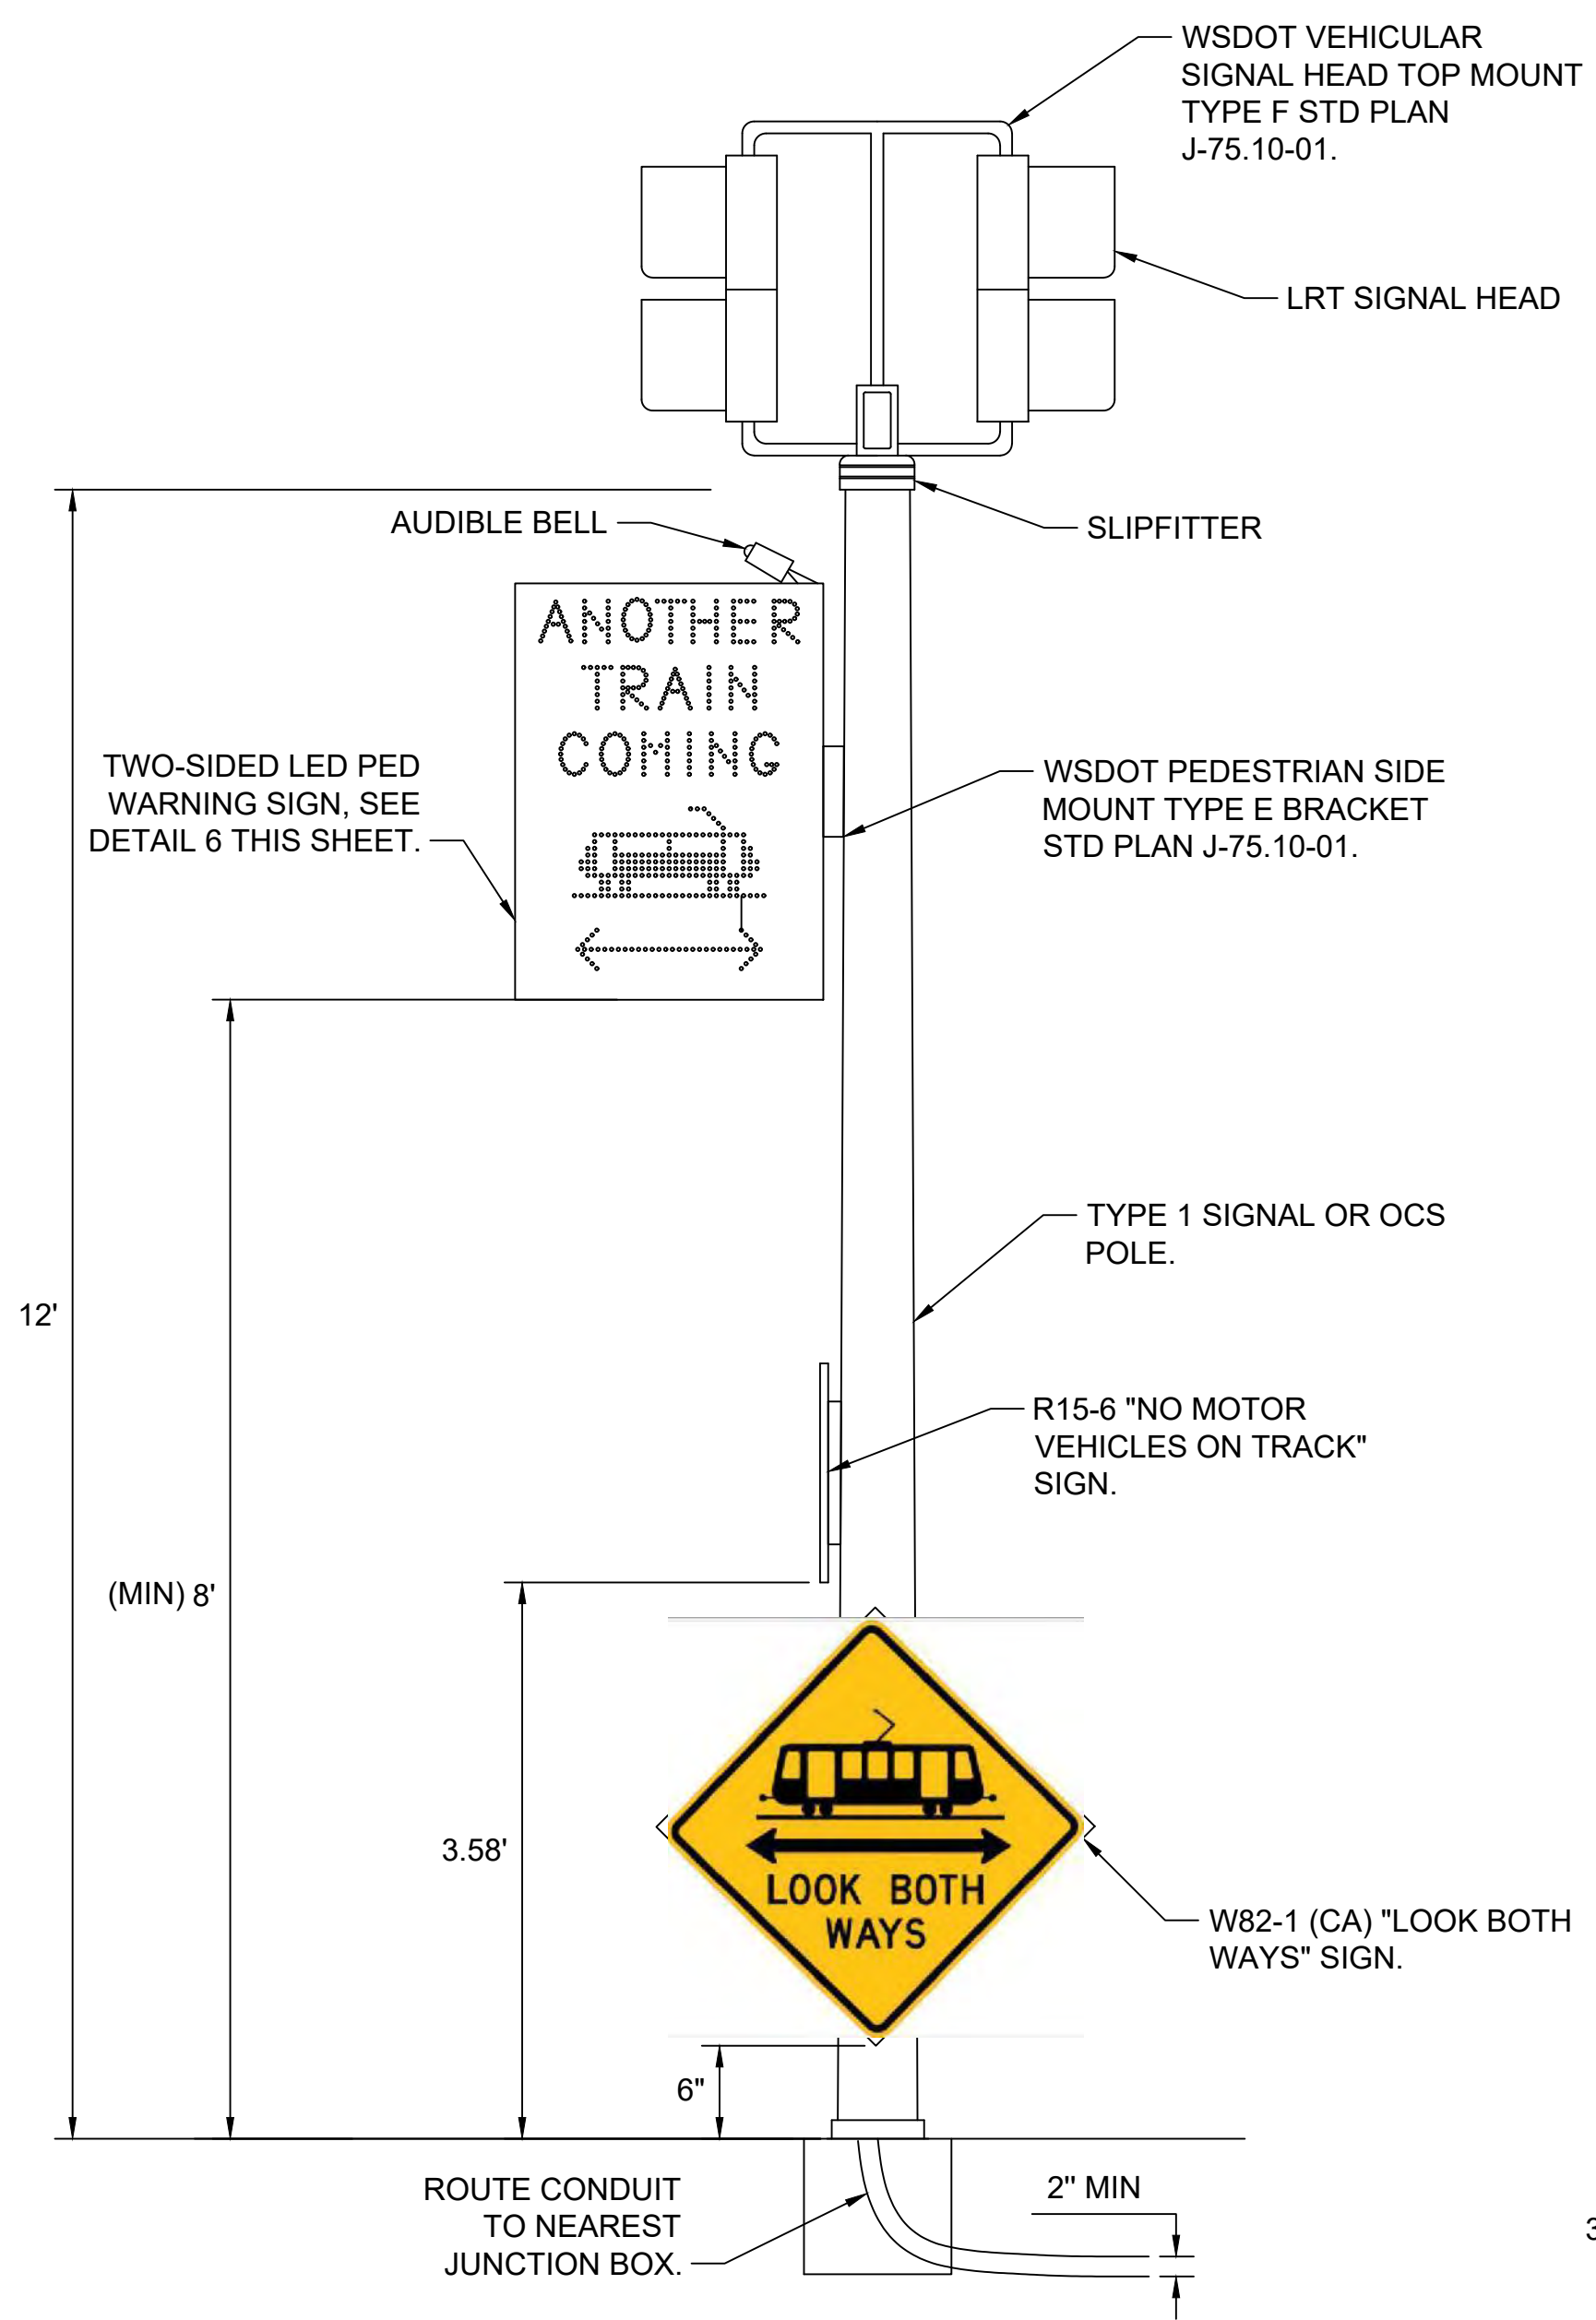 WSDOT VEHICULAR
SIGNAL HEAD TOP MOUNT
TYPE F STD PLAN
J-75.10-01.
LRT SIGNAL HEAD
AUDIBLE BELL
SLIPFITTER
ANOTHER
TRAIN
COMING
TWO-SIDED LED PED
WARNING SIGN, SEE
DETAIL 6 THIS SHEET.
WSDOT PEDESTRIAN SIDE
MOUNT TYPE E BRACKET
STD PLAN J-75.10-01.
TYPE 1 SIGNAL OR OCS
POLE.
12'
R15-6 "NO MOTOR
VEHICLES ON TRACK"
SIGN.
(MIN) 8'
3.58'
LOOK BOTH
WAYS
W82-1 (CA) "LOOK BOTH
WAYS" SIGN.
6"
ROUTE CONDUIT
TO NEAREST
JUNCTION BOX.
2" MIN